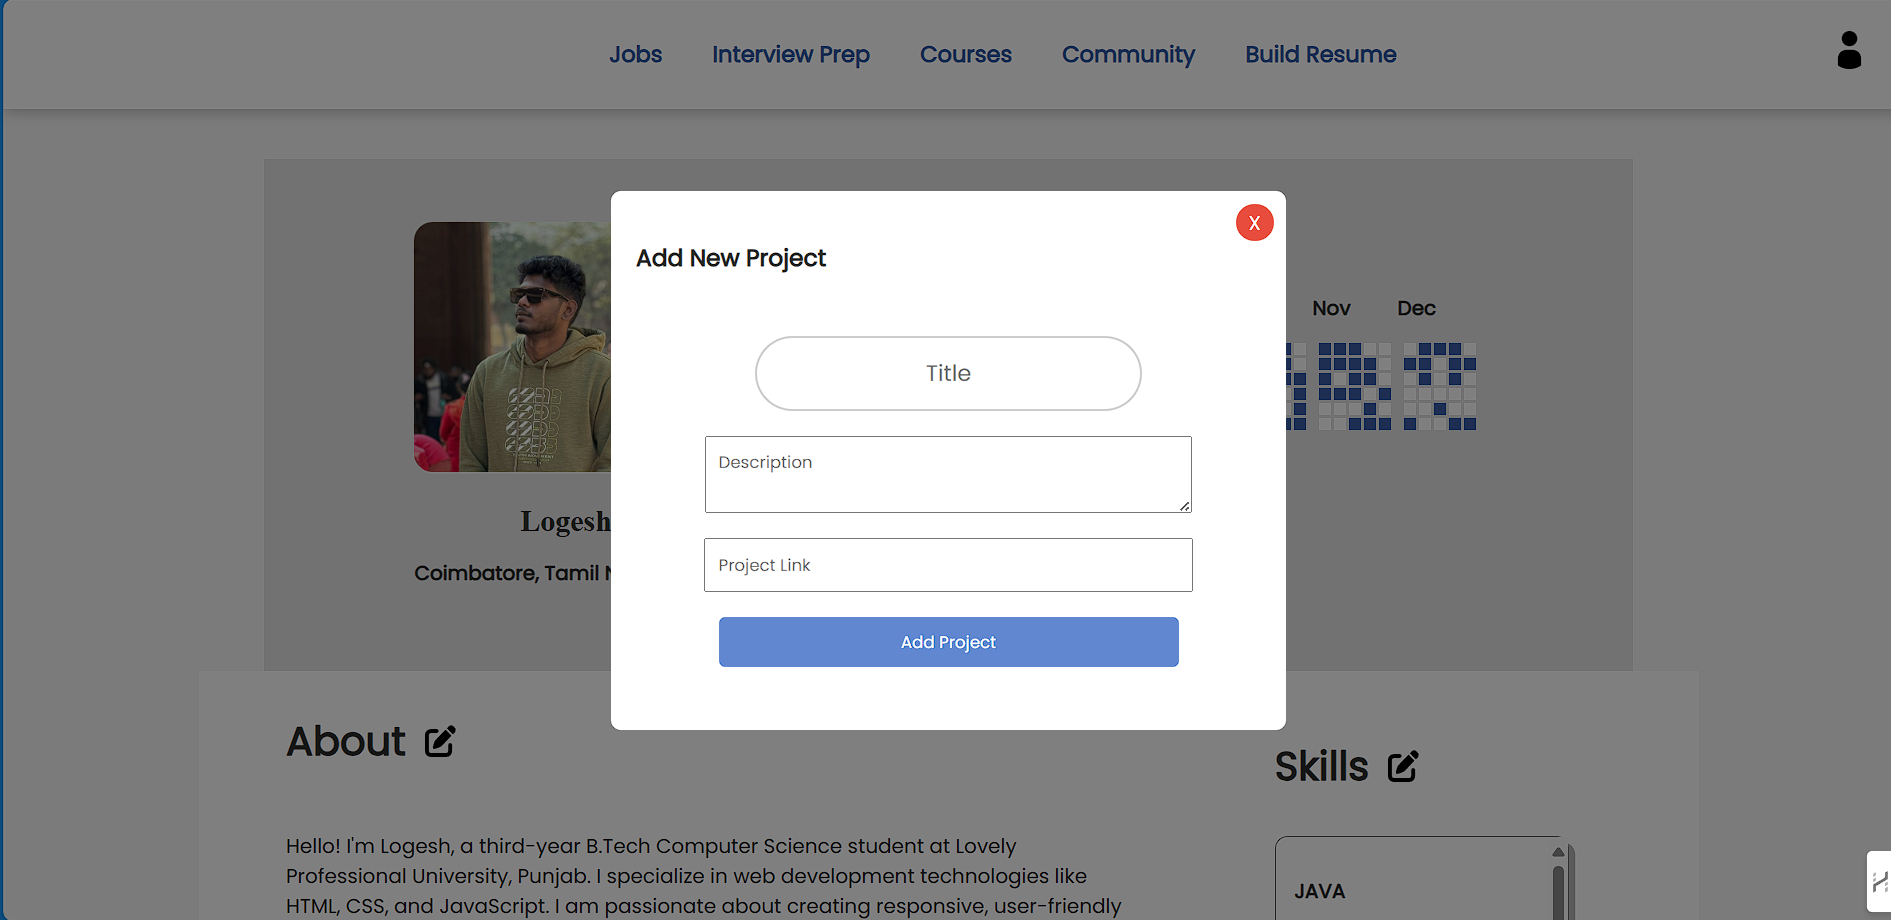 Jobs Interview Prep Courses Community Build Resume
X
Add New Project
Nov Dec
Title
Description
Logesh
Project Link
Coimbatore, Tamil
Add Project
About
Skills
Hello! I'm Logesh, a third-year B.Tech Computer Science student at Lovely
Professional University, Punjab. I specialize in web development technologies like
HTML, CSS, and JavaScript. I am passionate about creating responsive, user-friendly
JAVA